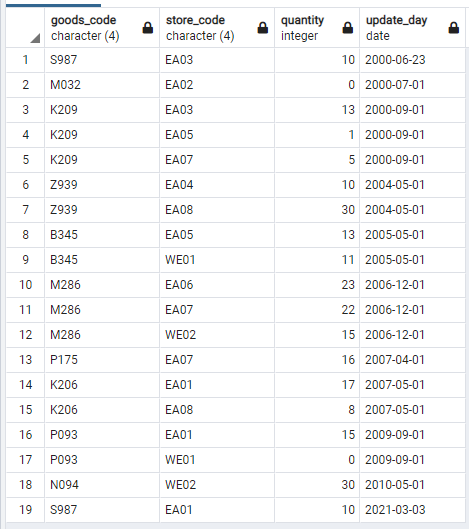 goods_code store_code quantity update_day
character (4) character (4) integer date
1 S987 EA03 10 2000-06-23
2 M032 EA02 0 2000-07-01
3 K209 EA03 13 2000-09-01
4 K209 EA05 1 2000-09-01
5 K209 EA07 5 2000-09-01
6 Z939 EA04 10 2004-05-01
7 Z939 EA08 30 2004-05-01
8 B345 EA05 13 2005-05-01
9 B345 WE01 11 2005-05-01
10 M286 EA06 23 2006-12-01
11 M286 EA07 22 2006-12-01
12 M286 WE02 15 2006-12-01
13 P175 EA07 16 2007-04-01
14 K206 EA01 17 2007-05-01
15 K206 EA08 8 2007-05-01
16 P093 EA01 15 2009-09-01
17 P093 WE01 0 2009-09-01
18 N094 WE02 30 2010-05-01
19 S987 EA01 10 2021-03-03